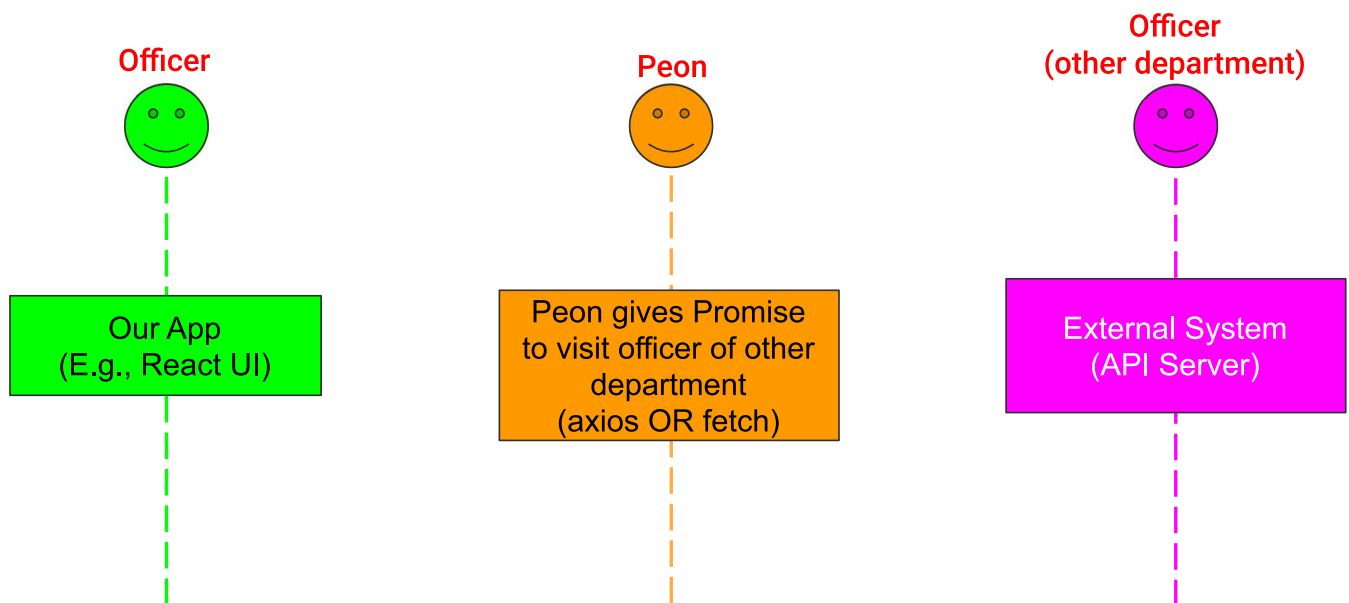 Officer
Peon
Officer
(other department)
Our App
(E.g., React UI)
Peon gives Promise
to visit officer of other
department
(axios OR fetch)
External System
(API Server)